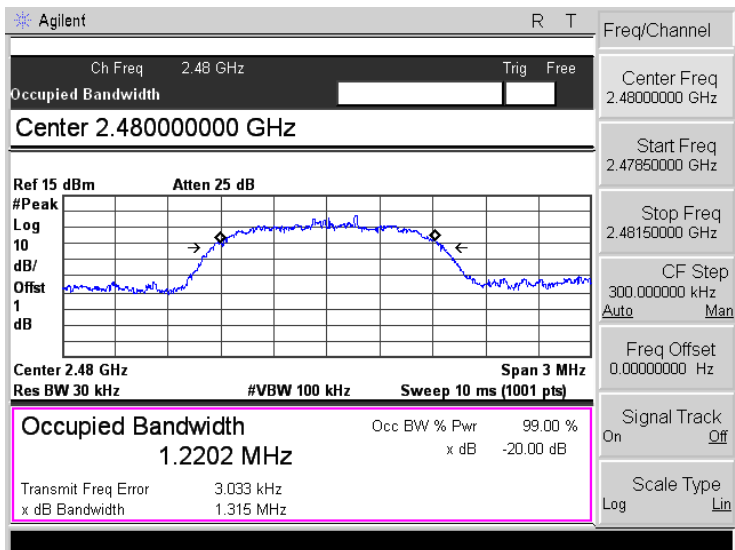 Agilent R T
Ch Freq 2.48 GHz Trig Free
Occupied Bandwidth
Center 2.480000000 GHz
Ref 15 dBm Atten 25 dB
#Peak
Log
10
dB/
Offst
1
dB
Center 2.48 GHz Span 3 MHz
Res BW 30 kHz #VBW 100 kHz Sweep 10 ms (1001 pts)
Occupied Bandwidth
1.2202 MHz
Occ BW % Pwr 99.00 %
x dB -20.00 dB
Transmit Freq Error 3.033 kHz
x dB Bandwidth 1.315 MHz
Freq/Channel
Center Freq
2.48000000 GHz
Start Freq
2.47850000 GHz
Stop Freq
2.48150000 GHz
CF Step
300.000000 kHz
Auto Man
Freq Offset
0.00000000 Hz
Signal Track
On Off
Scale Type
Log Lin